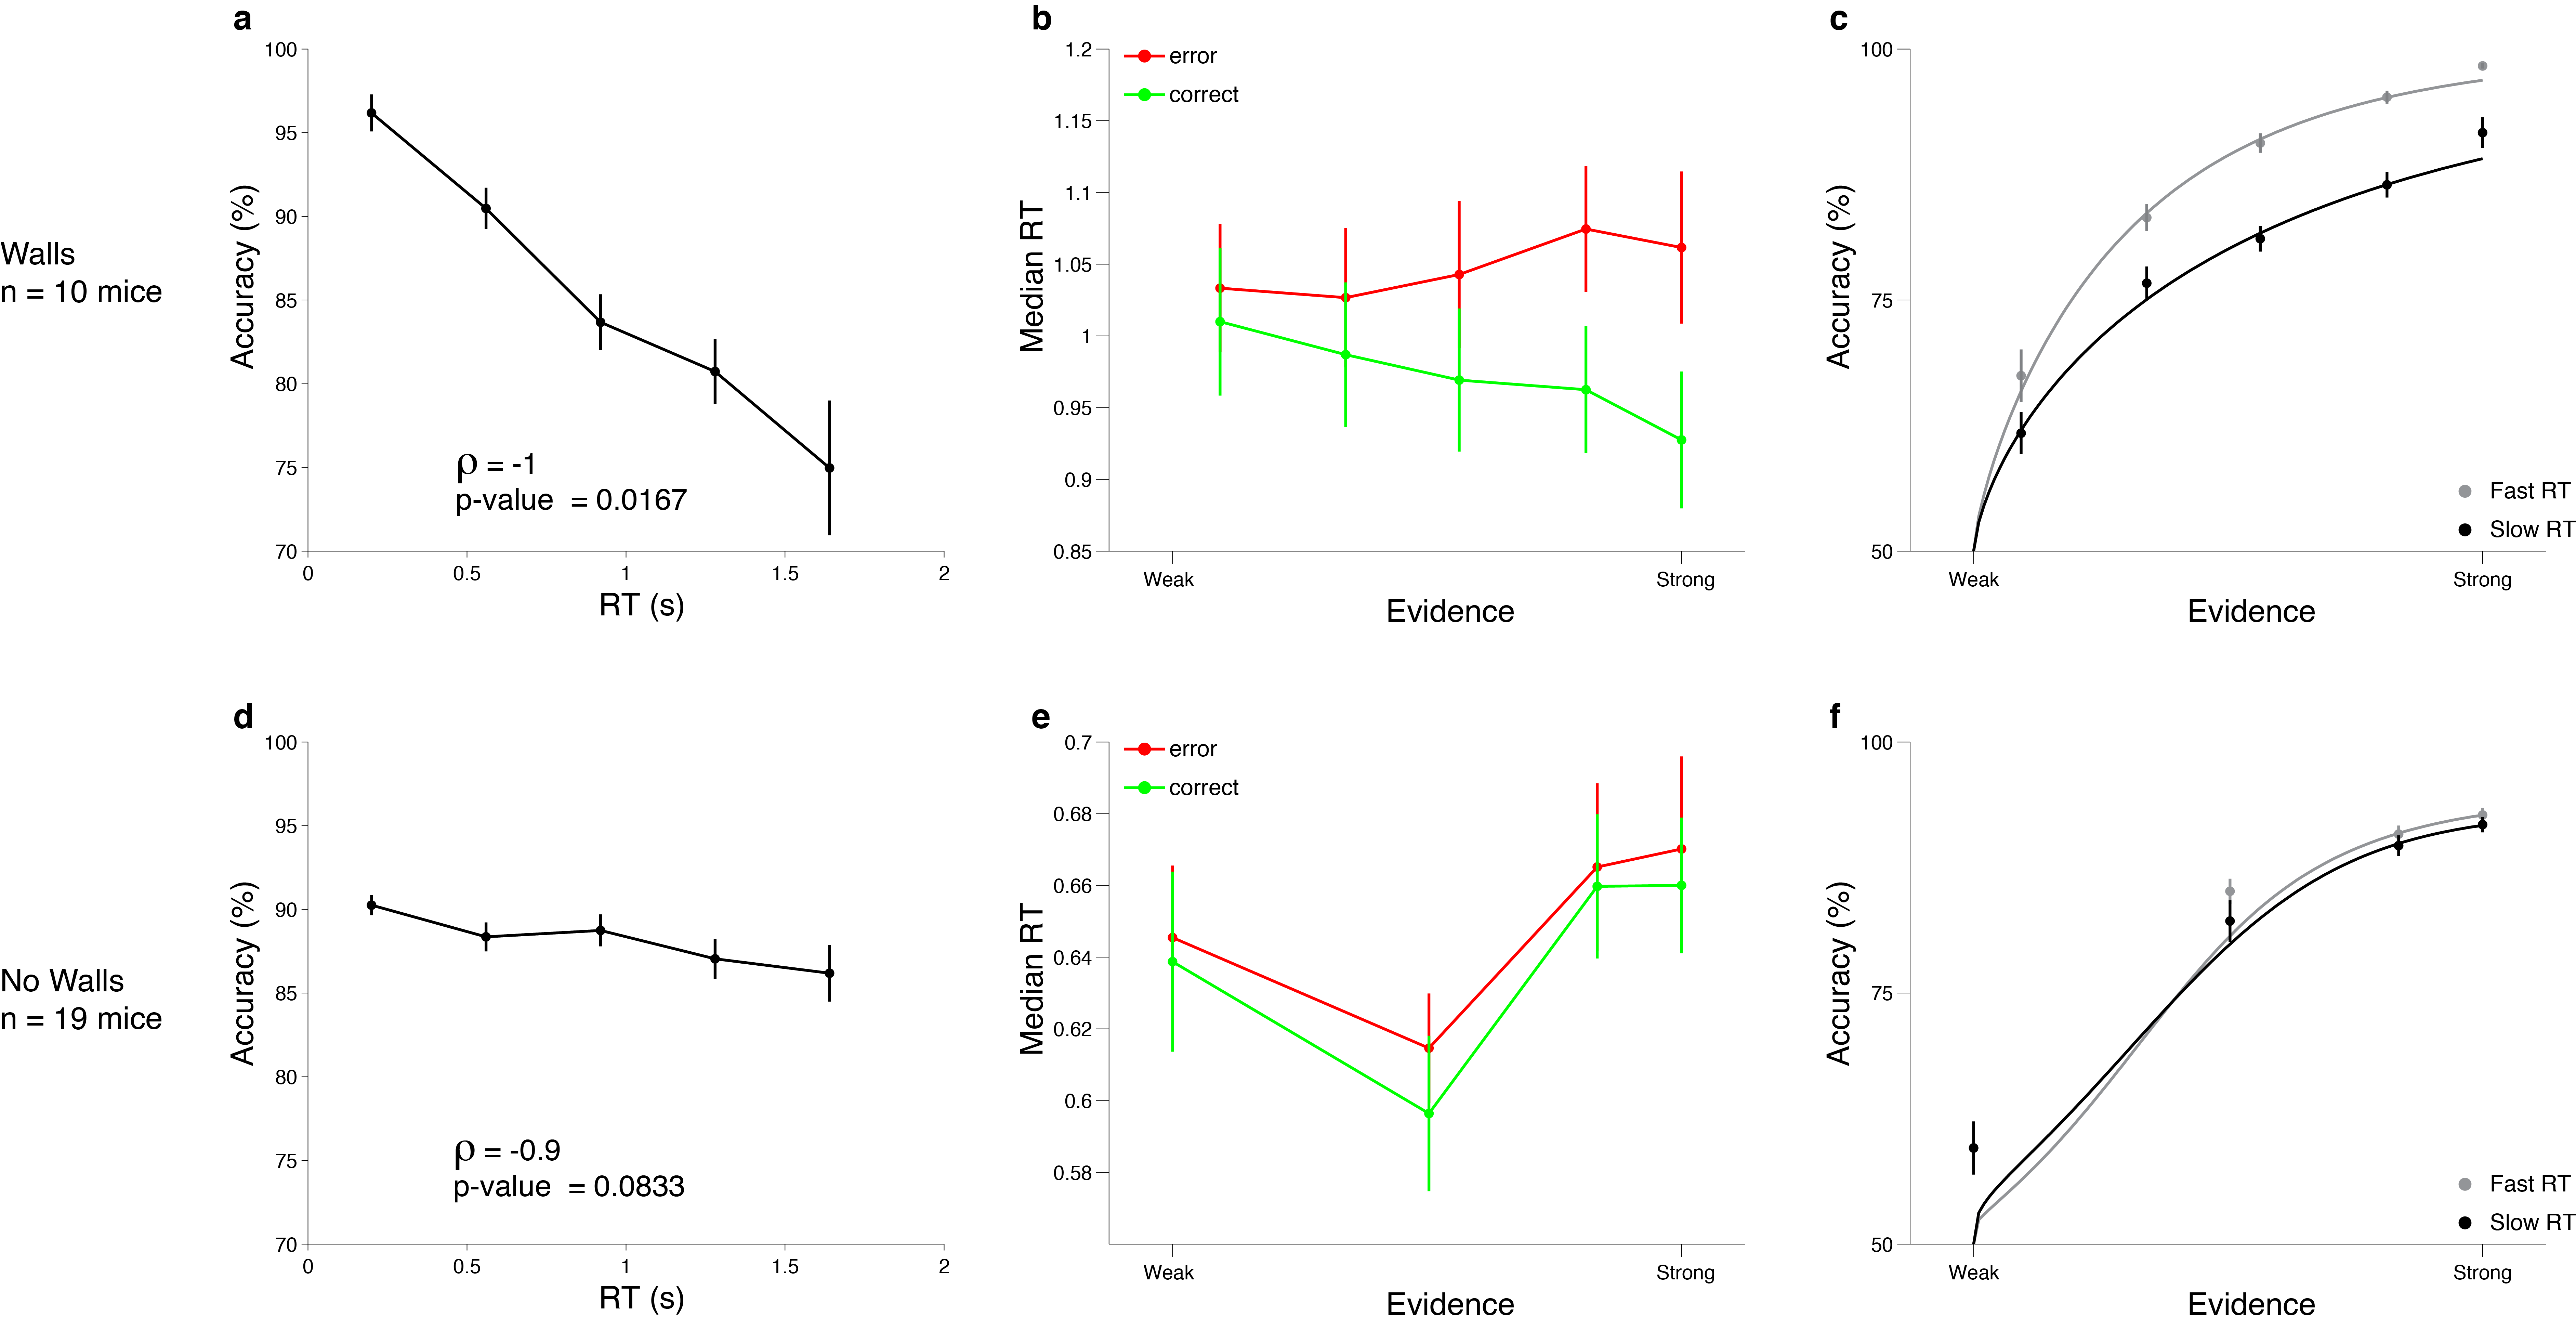 a
100
95
90
85
80
75
70
Accuracy (%)
0
0.5
1
1.5
2
RT (s)
ρ = -1
p-value = 0.0167
Walls
n = 10 mice
b
error
correct
1.2
1.15
1.1
1.05
1
0.95
0.9
0.85
Median RT
Weak
Strong
Evidence
c
100
75
50
Accuracy (%)
Weak
Strong
Evidence
Fast RT
Slow RT
No Walls
n = 19 mice
d
100
95
90
85
80
75
70
Accuracy (%)
0
0.5
1
1.5
2
RT (s)
ρ = -0.9
p-value = 0.0833
e
error
correct
0.7
0.68
0.66
0.64
0.62
0.6
0.58
Median RT
Weak
Strong
Evidence
f
100
75
50
Accuracy (%)
Weak
Strong
Evidence
Fast RT
Slow RT